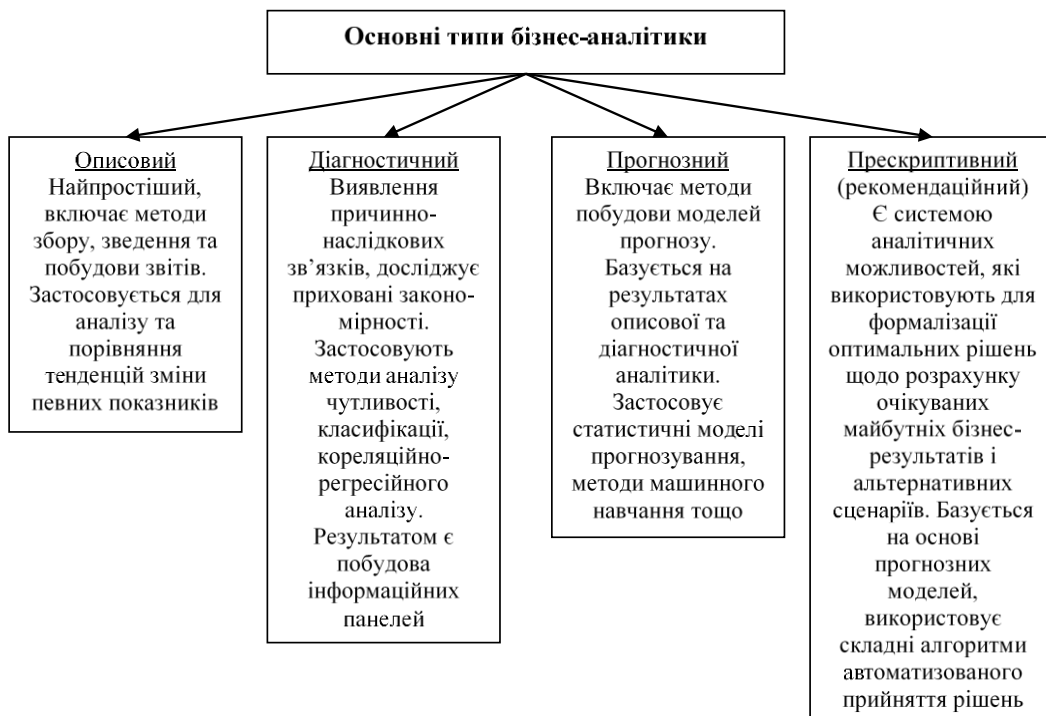 Основні типи бізнес-аналітики
Описовий
Найпростіший,
включає методи
збору, зведення та
побудови звітів.
Застосовується для
аналізу та
порівняння
тенденцій зміни
певних показників
Діагностичний
Виявлення
причинно-
наслідкових
зв’язків, досліджує
приховані законо-
мірності.
Застосовують
методи аналізу
чутливості,
класифікації,
кореляційно-
регресійного
аналізу.
Результатом є
побудова
інформаційних
панелей
Прогнозний
Включає методи
побудови моделей
прогнозу.
Базується на
результатах
описової та
діагностичної
аналітики.
Застосовує
статистичні моделі
прогнозування,
методи машинного
навчання тощо
Прескриптивний
(рекомендаційний)
Є системою
аналітичних
можливостей, які
використовують для
формалізації
оптимальних рішень
щодо розрахунку
очікуваних
майбутніх бізнес-
результатів і
альтернативних
сценаріїв. Базується
на основі
прогнозних
моделей,
використовує
складні алгоритми
автоматизованого
прийняття рішень